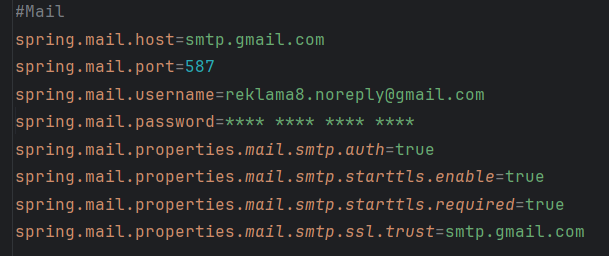 #Mail
spring.mail.host=smtp.gmail.com
spring.mail.port=587
spring.mail.username=reklama8.noreply@gmail.com
spring.mail.password=**** **** **** ****
spring.mail.properties.mail.smtp.auth=true
spring.mail.properties.mail.smtp.starttls.enable=true
spring.mail.properties.mail.smtp.starttls.required=true
spring.mail.properties.mail.smtp.ssl.trust=smtp.gmail.com